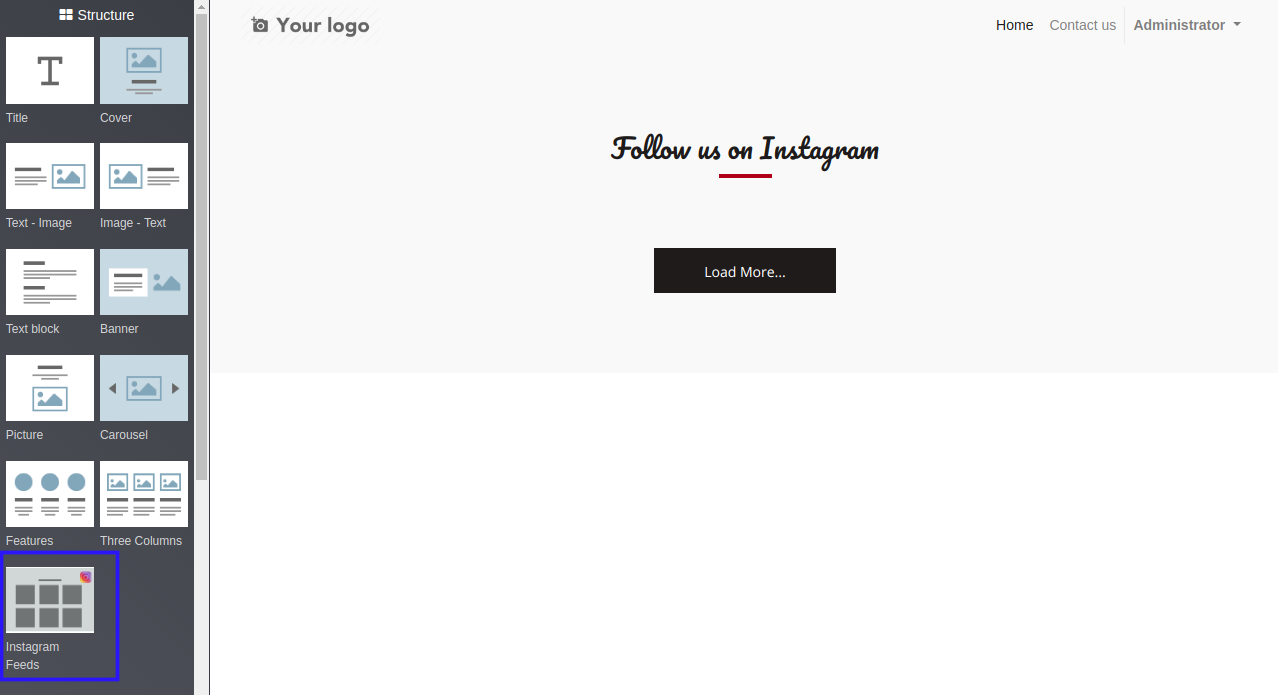 Structure
Title
Cover
Text - Image
Image - Text
Text block
Banner
Picture
Carousel
Features
Three Columns
Instagram
Feeds
Your logo
Home
Contact us
Administrator
Follow us on Instagram
Load More...